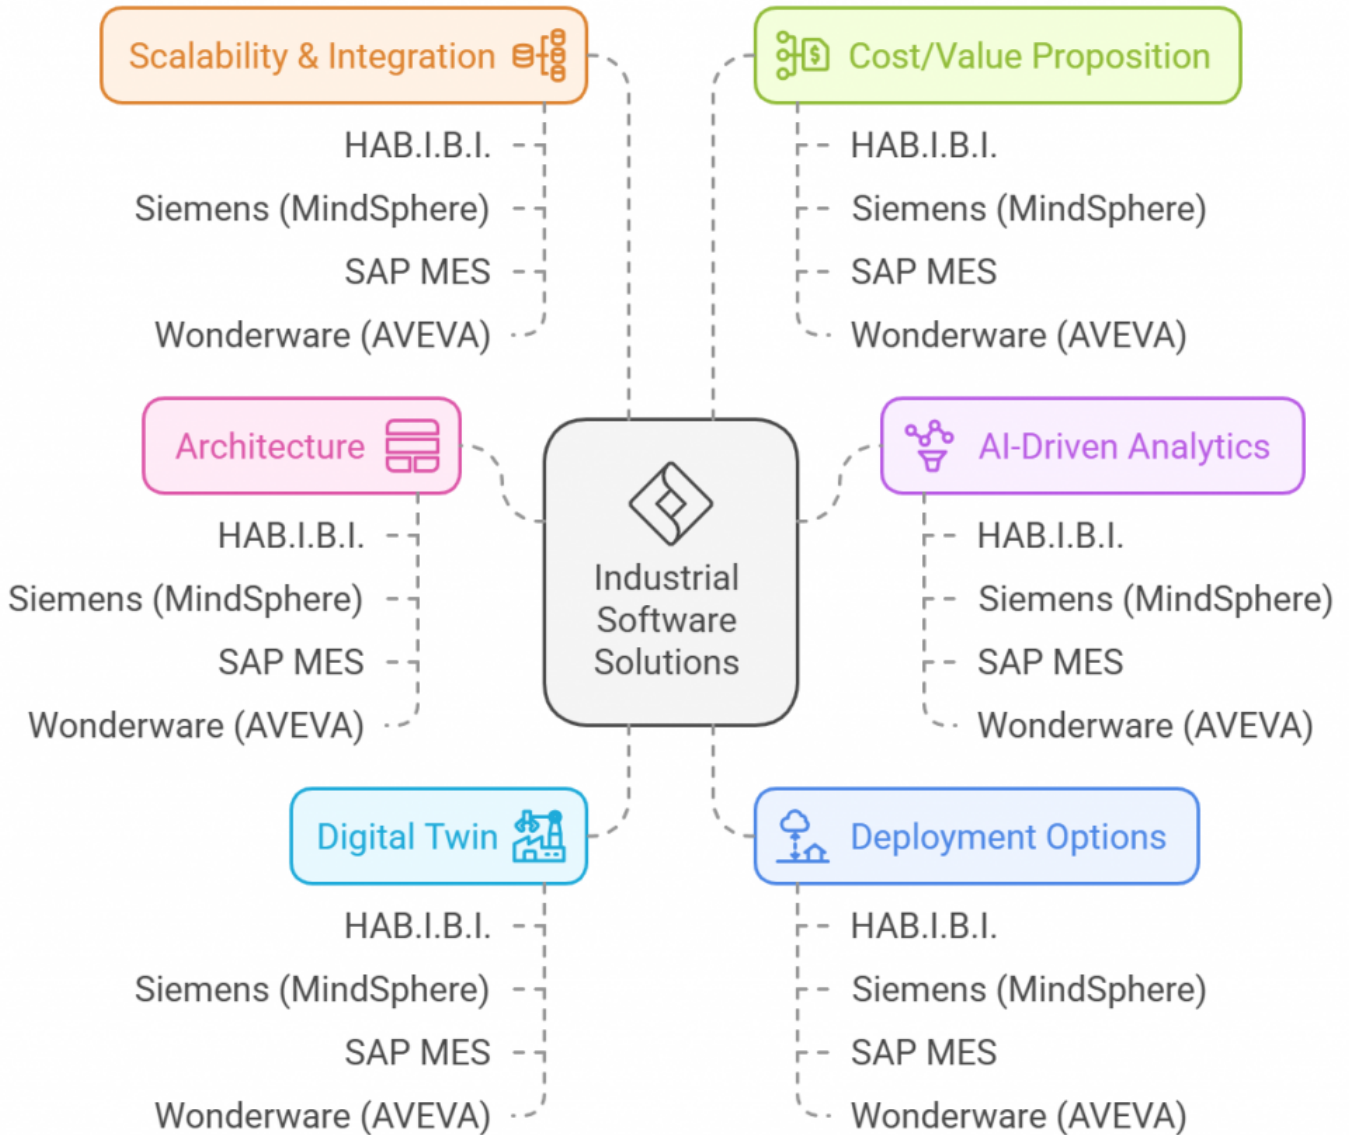 Scalability & Integration
HAB.I.B.I.
Siemens (MindSphere)
SAP MES
Wonderware (AVEVA)
Cost/Value Proposition
HAB.I.B.I.
Siemens (MindSphere)
SAP MES
Wonderware (AVEVA)
Architecture
HAB.I.B.I.
Siemens (MindSphere)
SAP MES
Wonderware (AVEVA)
Industrial
Software
Solutions
AI-Driven Analytics
HAB.I.B.I.
Siemens (MindSphere)
SAP MES
Wonderware (AVEVA)
Digital Twin
HAB.I.B.I.
Siemens (MindSphere)
SAP MES
Wonderware (AVEVA)
$
Deployment Options
HAB.I.B.I.
Siemens (MindSphere)
SAP MES
Wonderware (AVEVA)